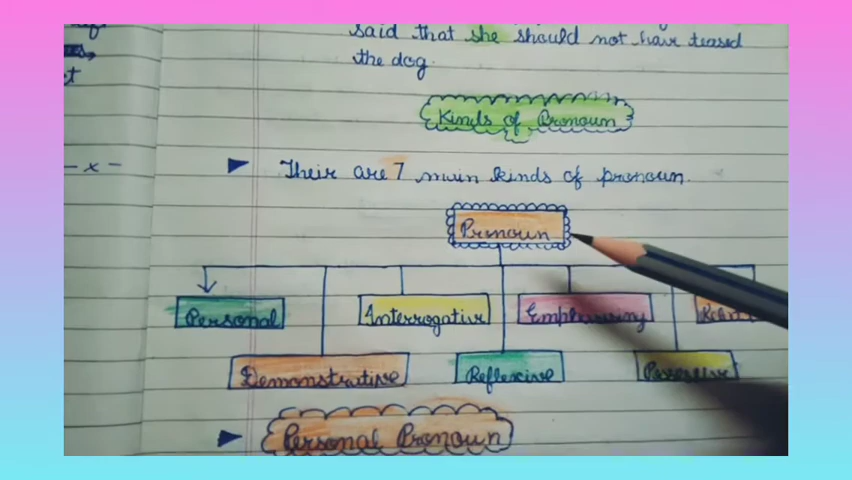 said that she should not have teased
the dog.
Kinds of Pronoun
- x -
Their are 7 main kinds of pronoun.
Pronoun
Personal
Interrogative
Emphasising
Demonstrative
Reflexive
Possessive
Personal Pronoun